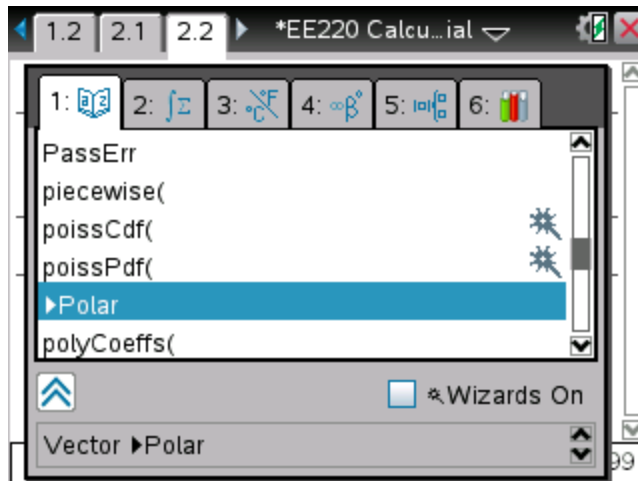 1.2 2.1 2.2 *EE220 Calcu…ial
1: 2: ∫Σ 3: °C°F 4: ∞β° 5: 6:
PassErr
piecewise(
poissCdf(
poissPdf(
▶Polar
polyCoeffs(
Wizards On
Vector ▶Polar
99